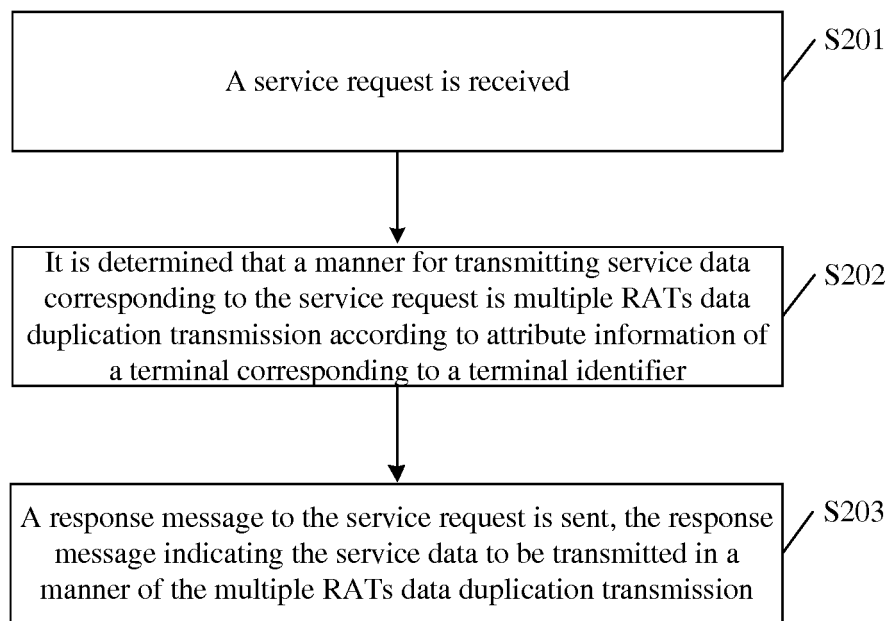 A service request is received
S201
It is determined that a manner for transmitting service data
corresponding to the service request is multiple RATs data
duplication transmission according to attribute information of
a terminal corresponding to a terminal identifier
S202
A response message to the service request is sent, the response
message indicating the service data to be transmitted in a
manner of the multiple RATs data duplication transmission
S203